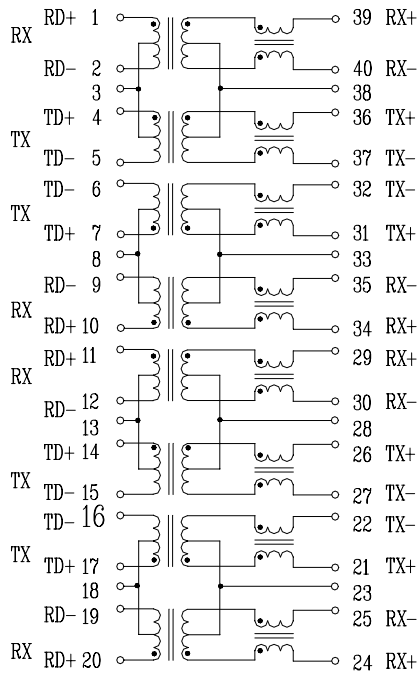 RD+ 1 39 RX+
RX
RD- 2 40 RX-
3 38
TD+ 4 36 TX+
TX
TD- 5 37 TX-
TD- 6 32 TX-
TX
TD+ 7 31 TX+
8 33
RD- 9 35 RX-
RX
RD+ 10 34 RX+
RD+ 11 29 RX+
RX
RD- 12 30 RX-
13 28
TD+ 14 26 TX+
TX
TD- 15 27 TX-
TD- 16 22 TX-
TX
TD+ 17 21 TX+
18 23
RD- 19 25 RX-
RX
RD+ 20 24 RX+